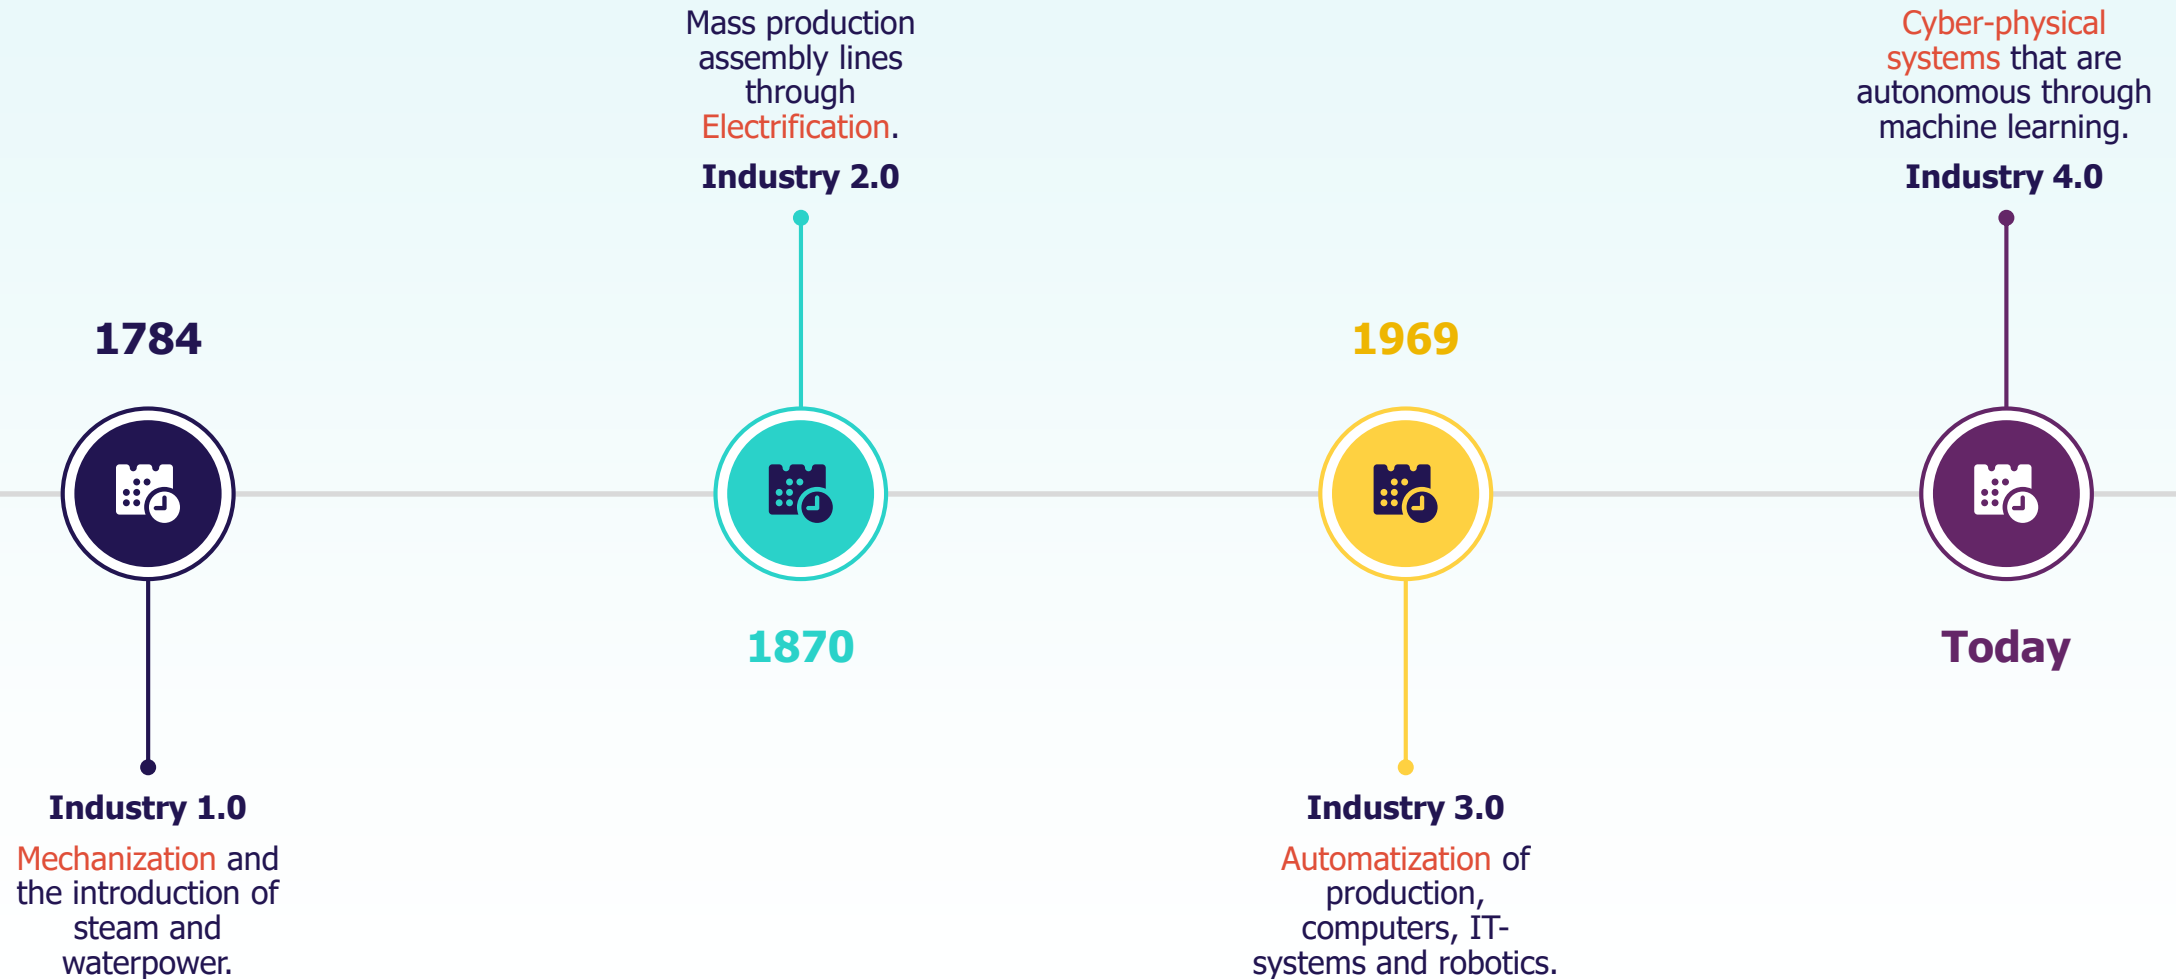 1784
Industry 1.0
Mechanization and
the introduction of
steam and
waterpower.
Mass production
assembly lines
through
Electrification.
Industry 2.0
1870
1969
Industry 3.0
Automatization of
production,
computers, IT-
systems and robotics.
Cyber-physical
systems that are
autonomous through
machine learning.
Industry 4.0
Today